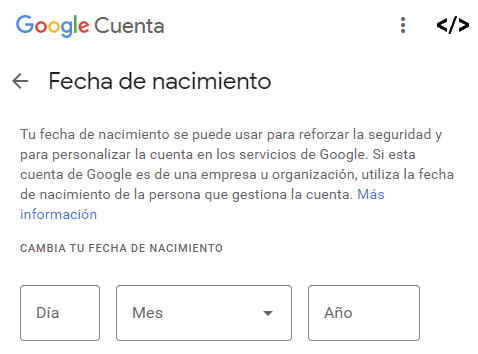 Google Cuenta </>
Fecha de nacimiento
Tu fecha de nacimiento se puede usar para reforzar la seguridad y
para personalizar la cuenta en los servicios de Google. Si esta
cuenta de Google es de una empresa u organización, utiliza la fecha
de nacimiento de la persona que gestiona la cuenta. Más
información
CAMBIA TU FECHA DE NACIMIENTO
Día Mes Año